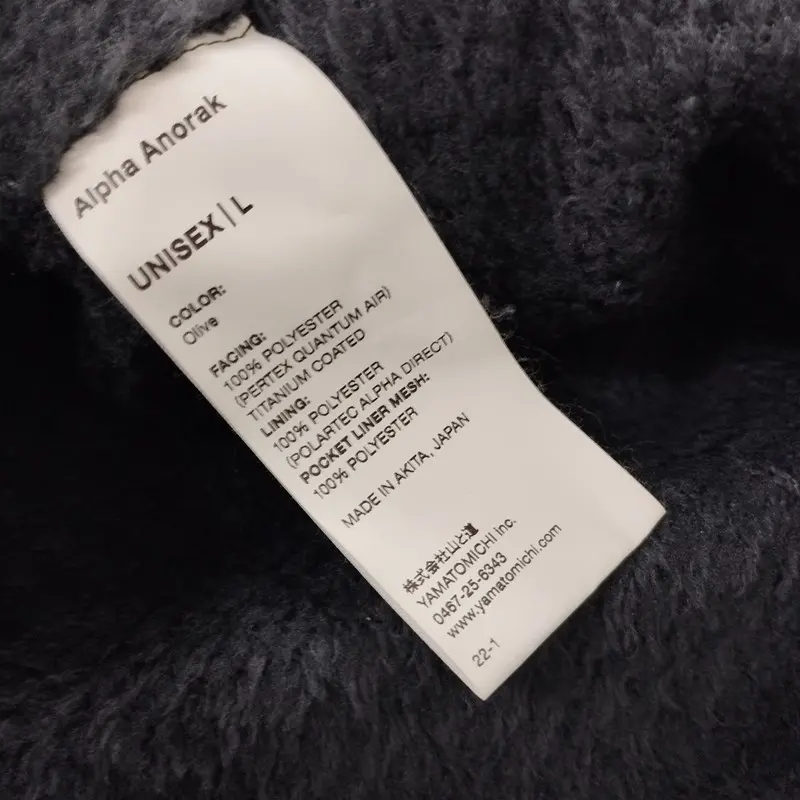 Alpha Anorak
UNISEX | L
COLOR:
Olive
FACING:
100% POLYESTER
(PERTEX QUANTUM AIR)
TITANIUM COATED
LINING:
100% POLYESTER
(POLARTEC ALPHA DIRECT)
POCKET LINER MESH:
100% POLYESTER
MADE IN AKITA, JAPAN
株式会社山と道
YAMATOMICHI inc.
0467-25-6343
www.yamatomichi.com
22-1